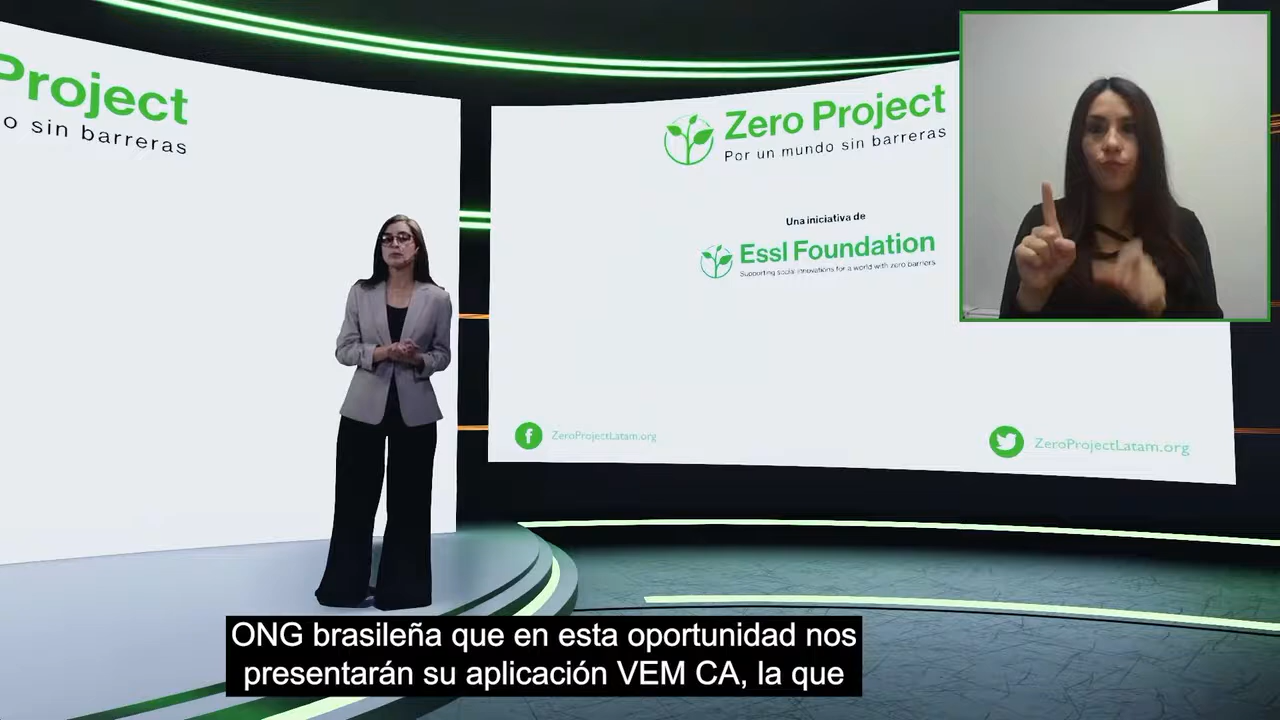 Project
o sin barreras
Zero Project
Por un mundo sin barreras
Una iniciativa de
Essl Foundation
Supporting social innovations for a world with zero barriers
ZeroProjectLatam.org
ZeroProjectLatam.org
ONG brasileña que en esta oportunidad nos
presentarán su aplicación VEM CA, la que